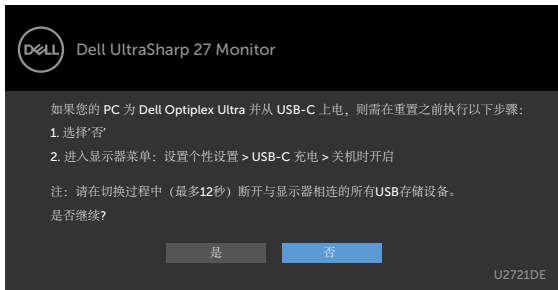 DELL
Dell UltraSharp 27 Monitor
如果您的 PC 为 Dell Optiplex Ultra 并从 USB-C 上电，则需在重置之前执行以下步骤：
1. 选择‘否’
2. 进入显示器菜单：设置个性设置 > USB-C 充电 > 关机时开启
注：请在切换过程中（最多12秒）断开与显示器相连的所有USB存储设备。
是否继续?
是
否
U2721DE